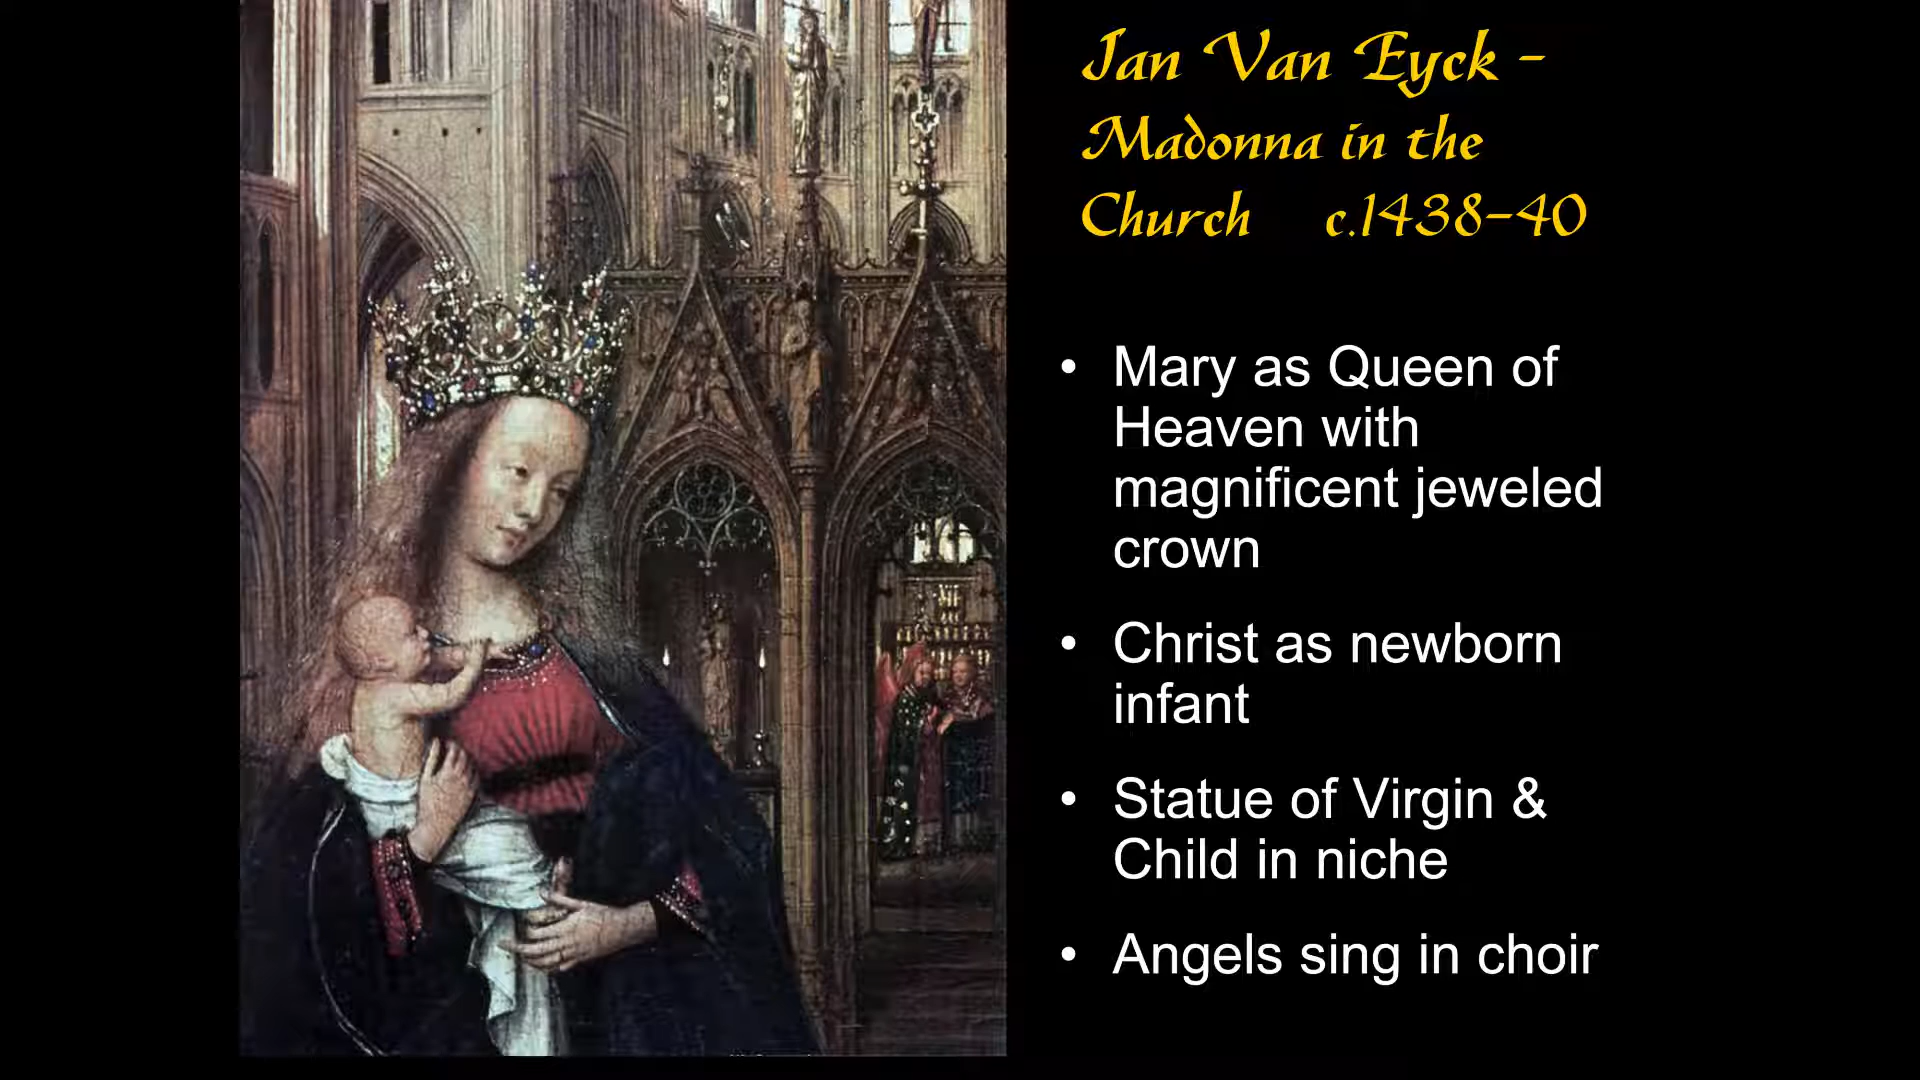 Jan Van Eyck -
Madonna in the
Church c.1438-40
• Mary as Queen of
Heaven with
magnificent jeweled
crown
• Christ as newborn
infant
• Statue of Virgin &
Child in niche
• Angels sing in choir